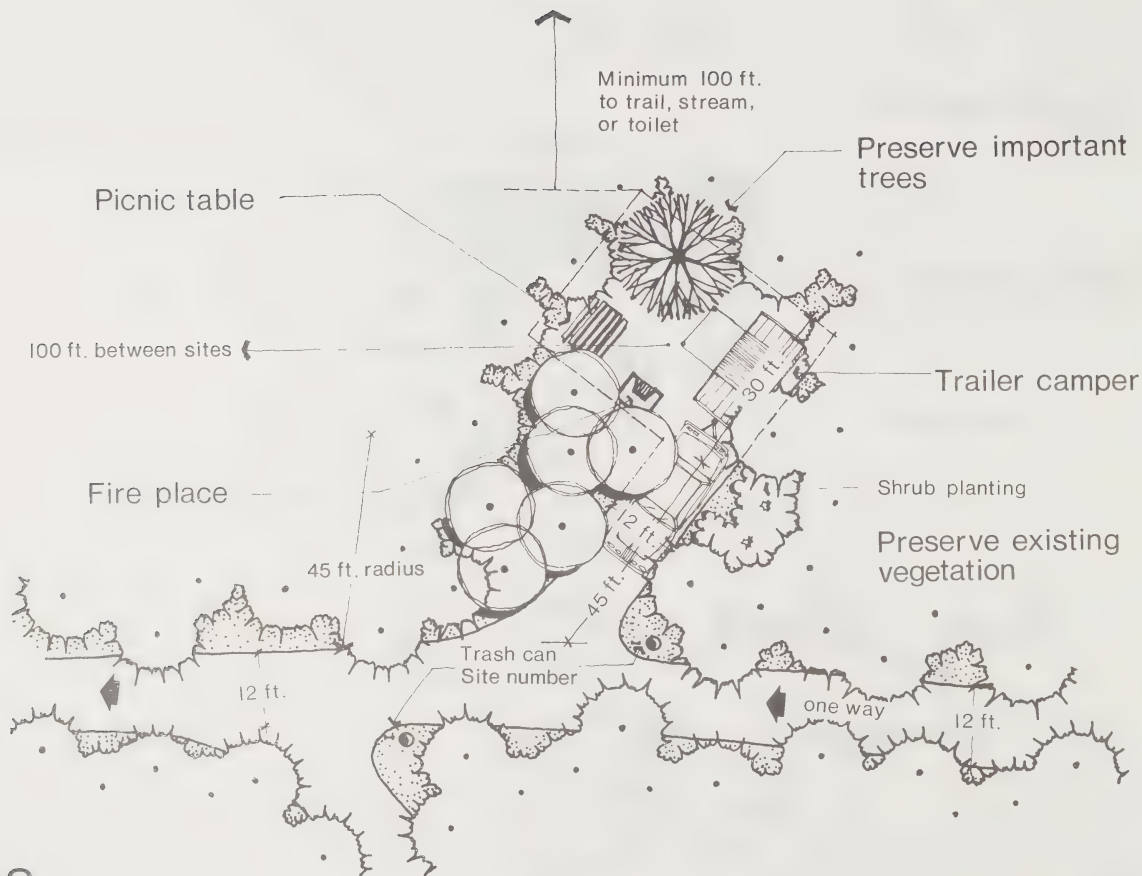 Minimum 100 ft.
to trail, stream,
or toilet
Preserve important
trees
Picnic table
100 ft. between sites
30 ft.
Trailer camper
Fire place
Shrub planting
12 ft.
Preserve existing
vegetation
45 ft. radius
45 ft.
Trash can
Site number
12 ft.
one way
12 ft.